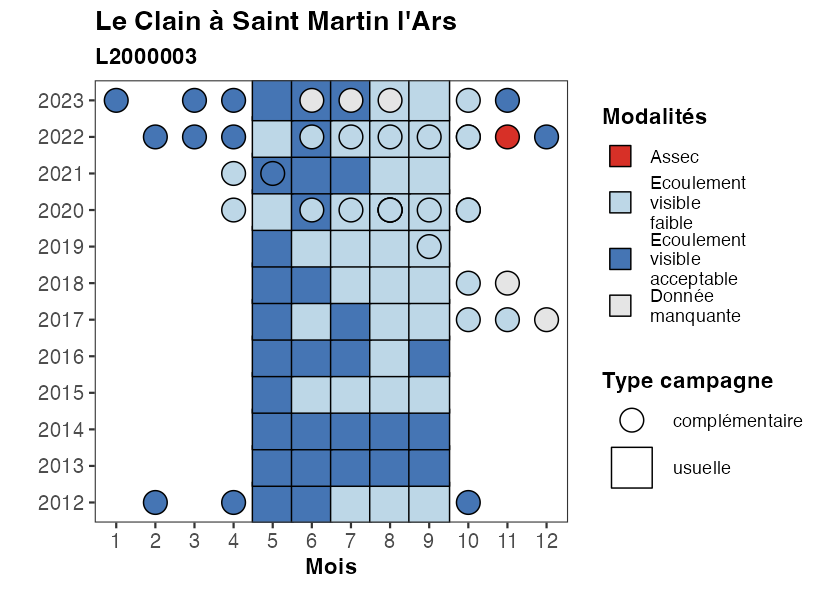 Le Clain à Saint Martin l'Ars
L2000003
2023
2022
2021
2020
2019
2018
2017
2016
2015
2014
2013
2012
1 2 3 4 5 6 7 8 9 10 11 12
Mois
Modalités
Assec
Ecoulement
visible
faible
Ecoulement
visible
acceptable
Donnée
manquante
Type campagne
complémentaire
usuelle